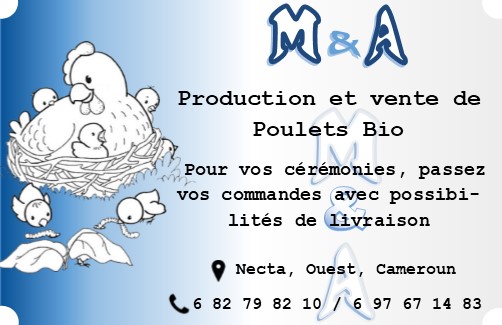 M & A
Production et vente de
Poulets Bio
Pour vos cérémonies, passez
vos commandes avec possibi-
lités de livraison
M
&
A
Necta, Ouest, Cameroun
6 82 79 82 10 / 6 97 67 14 83